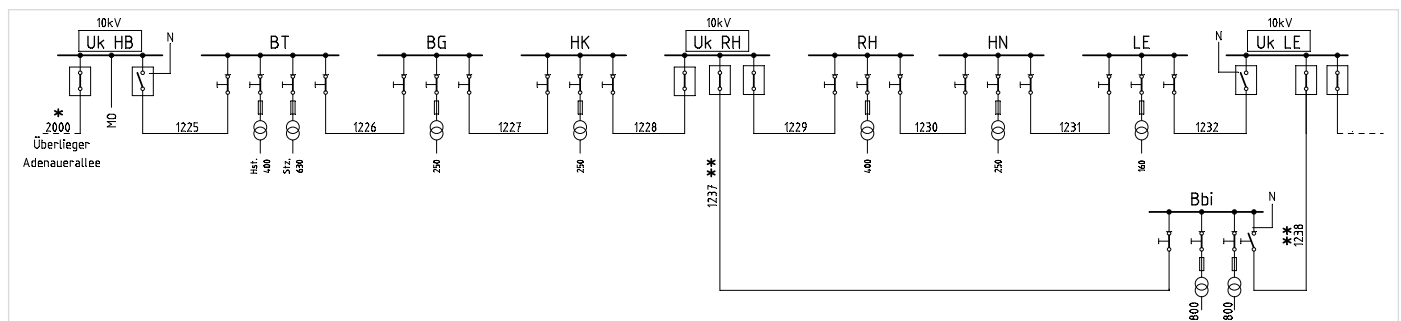 10kV
10kV
10kV
Uk HB
N
BT
BG
HK
Uk RH
RH
HN
LE
N
Uk LE
*
2000
MD
1225
1226
1227
1228
1229
1230
1231
1232
Überlieger
Adenauerallee
Hst.
400
Stz.
630
250
250
400
250
160
1237 **
Bbi
N
**
1238
800
800